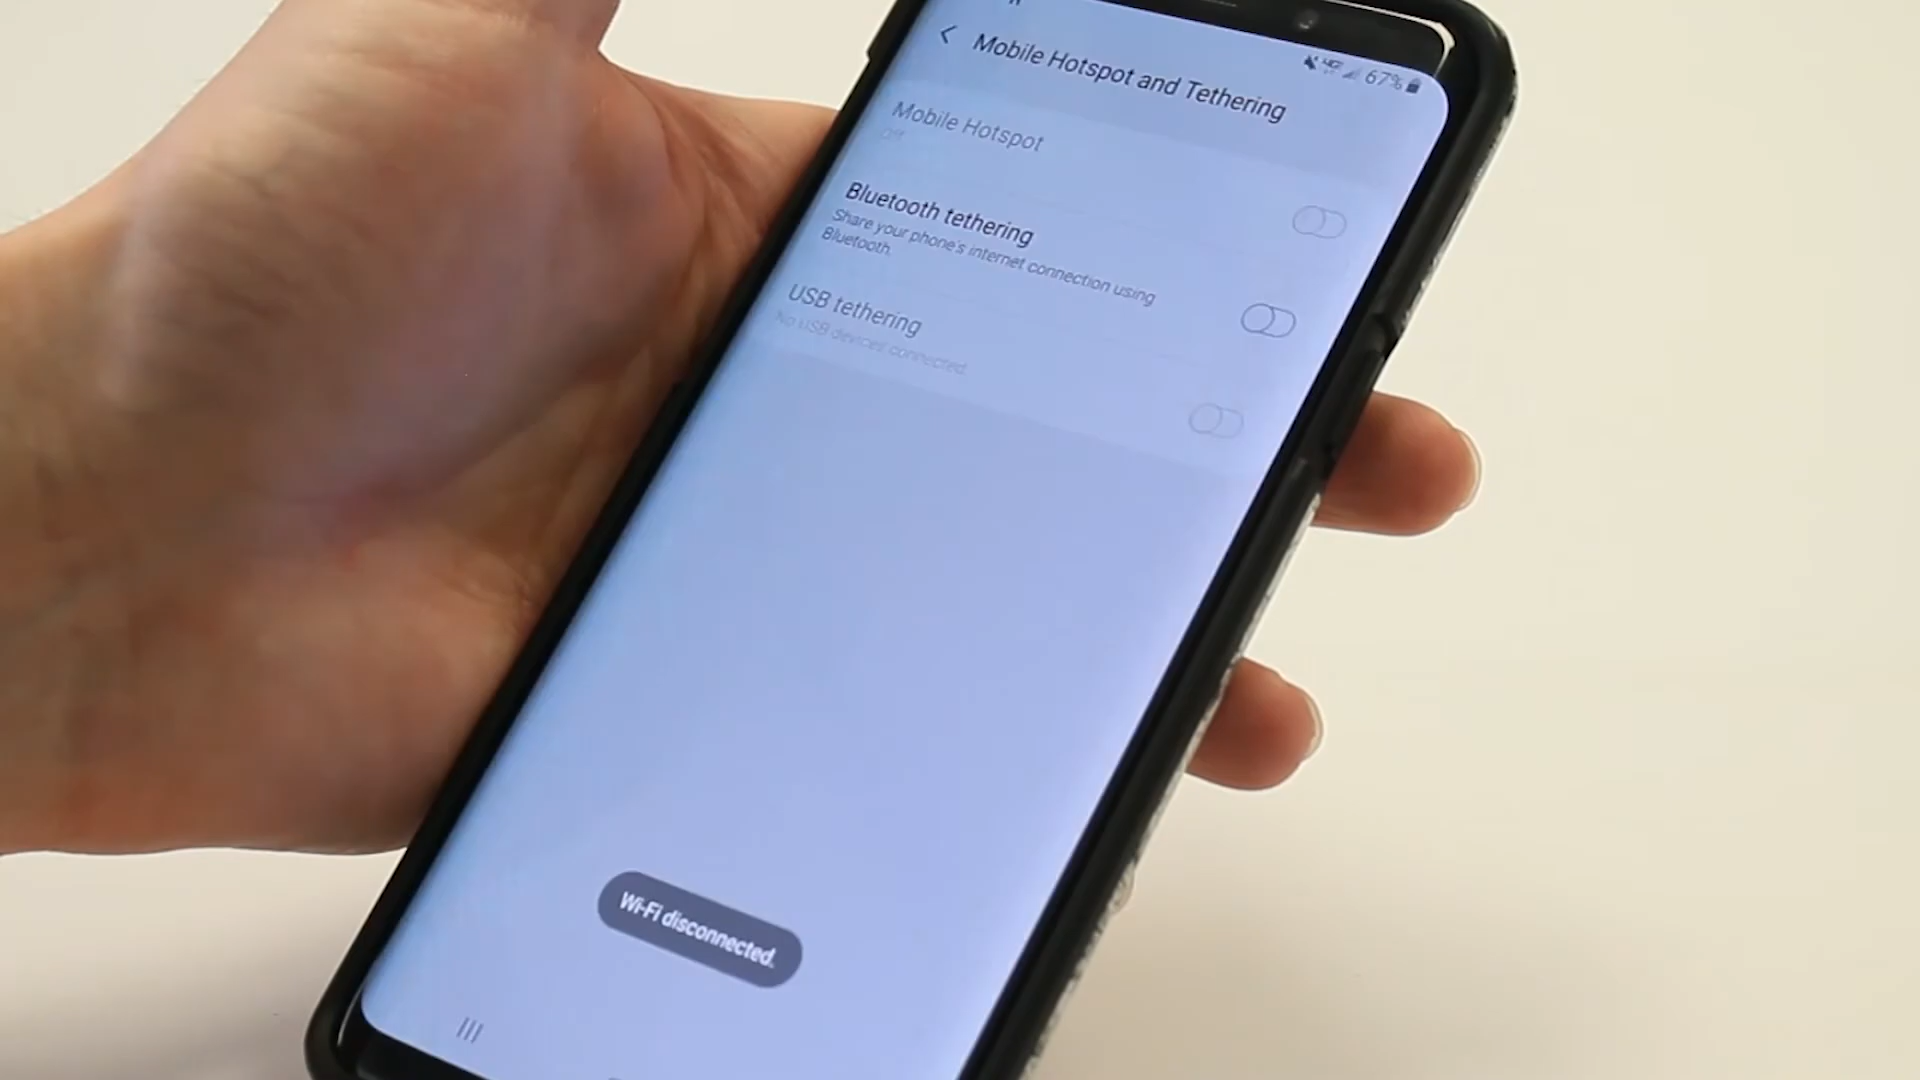 67%
Mobile Hotspot and Tethering
Mobile Hotspot
Off
Bluetooth tethering
Share your phone's internet connection using
Bluetooth.
USB tethering
No USB devices connected.
Wi-Fi disconnected.